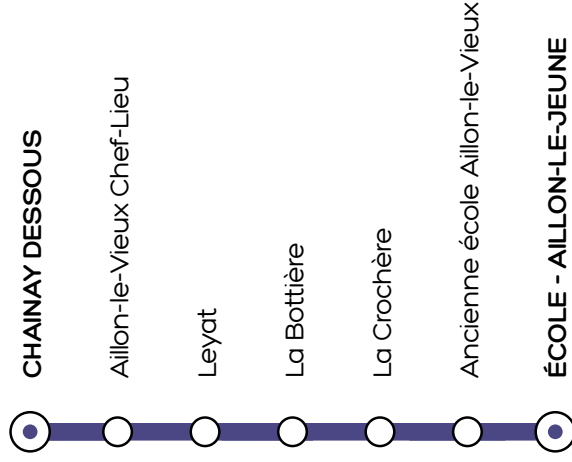 CHAINAY DESSOUS
Aillon-le-Vieux Chef-Lieu
Leyat
La Bottière
La Crochère
Ancienne école Aillon-le-Vieux
ÉCOLE - AILLON-LE-JEUNE